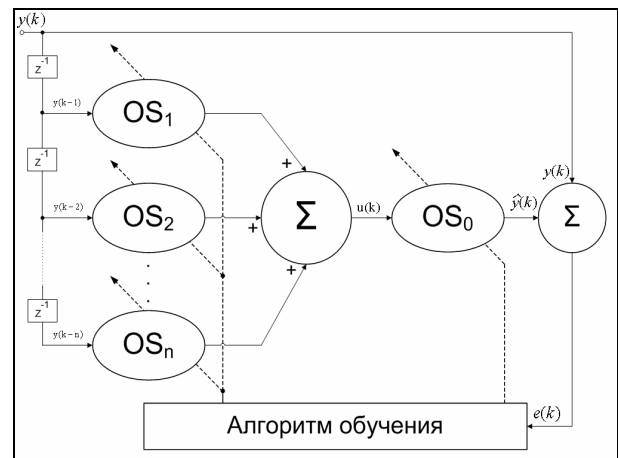 y(k)
z⁻¹
y(k−1)
OS₁
z⁻¹
+
y(k)
y(k−2)
OS₂
+
Σ
u(k)
OS₀
ŷ(k)
Σ
+
z⁻¹
y(k−n)
OSₙ
e(k)
Алгоритм обучения